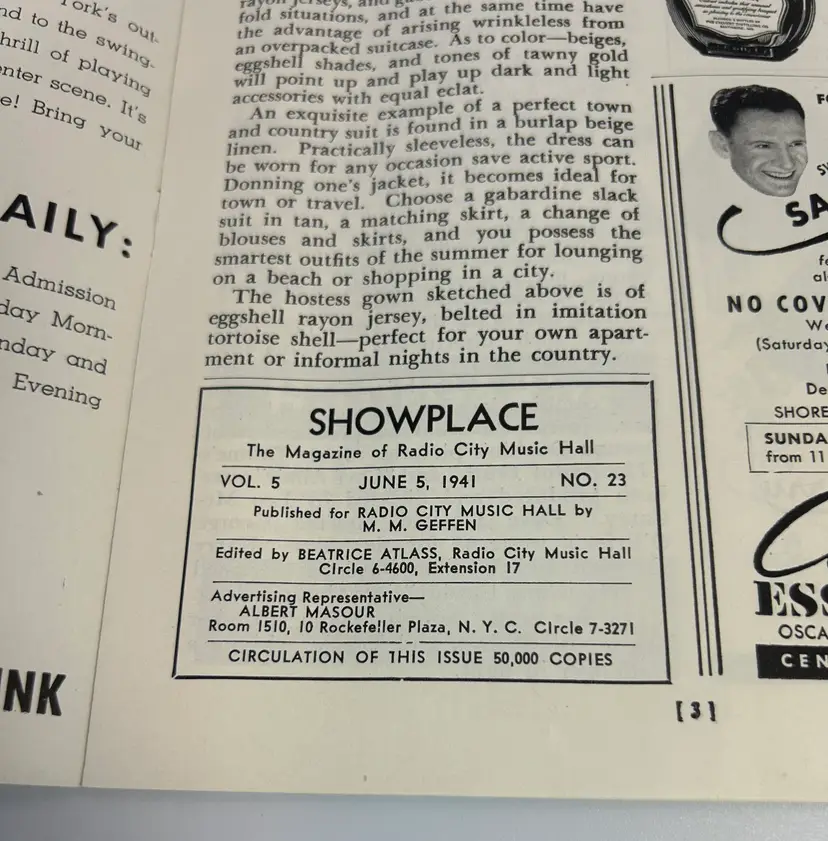 ork's out-
nd to the swing-
hrill of playing
nter scene. It's
e! Bring your
AILY:
Admission
day Morn-
nday and
Evening
INK
fold situations, and at the same time have
the advantage of arising wrinkleless from
an overpacked suitcase. As to color—beiges,
eggshell shades, and tones of tawny gold
will point up and play up dark and light
accessories with equal eclat.
An exquisite example of a perfect town
and country suit is found in a burlap beige
linen. Practically sleeveless, the dress can
be worn for any occasion save active sport.
Donning one's jacket, it becomes ideal for
town or travel. Choose a gabardine slack
suit in tan, a matching skirt, a change of
blouses and skirts, and you possess the
smartest outfits of the summer for lounging
on a beach or shopping in a city.
The hostess gown sketched above is of
eggshell rayon jersey, belted in imitation
tortoise shell—perfect for your own apart-
ment or informal nights in the country.
SHOWPLACE
The Magazine of Radio City Music Hall
VOL. 5 JUNE 5, 1941 NO. 23
Published for RADIO CITY MUSIC HALL by
M. M. GEFFEN
Edited by BEATRICE ATLASS, Radio City Music Hall
CIrcle 6-4600, Extension 17
Advertising Representative—
ALBERT MASOUR
Room 1510, 10 Rockefeller Plaza, N. Y. C. CIrcle 7-3271
CIRCULATION OF THIS ISSUE 50,000 COPIES
FO
SA
fe
al
NO COV
We
(Saturday
De
SHORE
SUNDA
from 11
ESS
OSCA
CEN
[3]